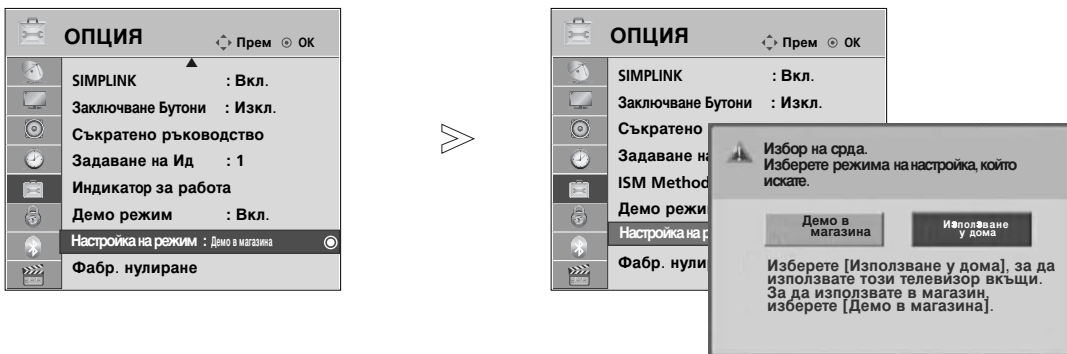 ОПЦИЯ
Прем ОК
SIMPLINK : Вкл.
Заключване Бутони : Изкл.
Съкратено ръководство
Задаване на Ид : 1
Индикатор за работа
Демо режим : Вкл.
Настройка на режим : Демо в магазина
Фабр. нулиране
ОПЦИЯ
Прем ОК
SIMPLINK : Вкл.
Заключване Бутони : Изкл.
Съкратено
Задаване на
ISM Method
Демо режи
Настройка на р
Фабр. нули
Избор на срда.
Изберете режима на настройка, който
искате.
Демо в
магазина
Използване
у дома
Изберете [Използване у дома], за да
използвате този телевизор вкъщи.
За да използвате в магазин,
изберете [Демо в магазина].